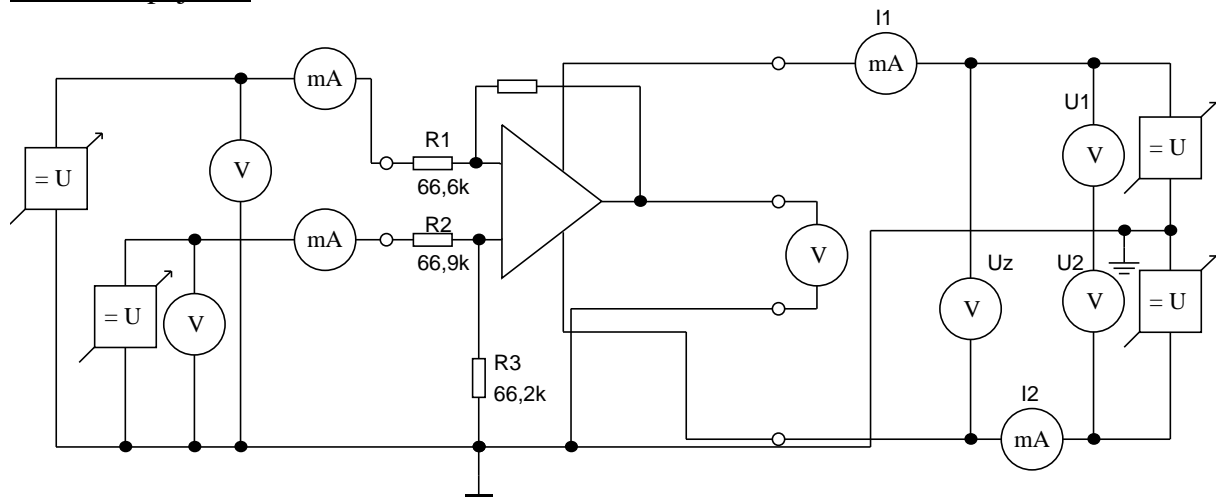 I1
mA
mA
U1
R1
V
= U
V
= U
66,6k
R2
mA
66,9k
V
Uz
U2
= U
V
V
V
= U
R3
66,2k
I2
mA